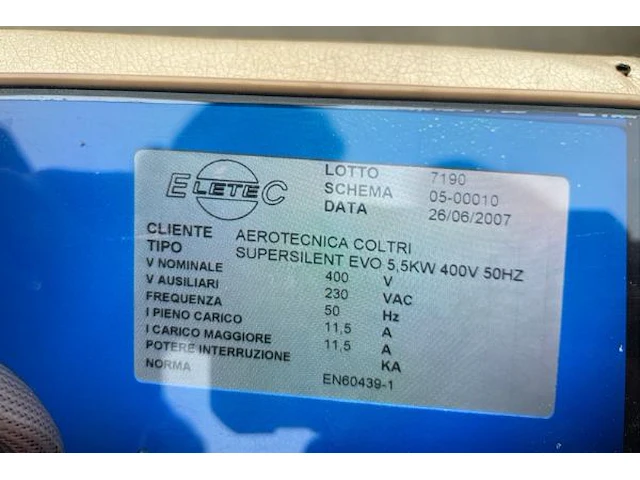 ELETEC
LOTTO 7190
SCHEMA 05-00010
DATA 26/06/2007
CLIENTE AEROTECNICA COLTRI
TIPO SUPERSILENT EVO 5,5KW 400V 50HZ
V NOMINALE 400 V
V AUSILIARI 230 VAC
FREQUENZA 50 Hz
I PIENO CARICO 11,5 A
I CARICO MAGGIORE 11,5 A
POTERE INTERRUZIONE KA
NORMA EN60439-1